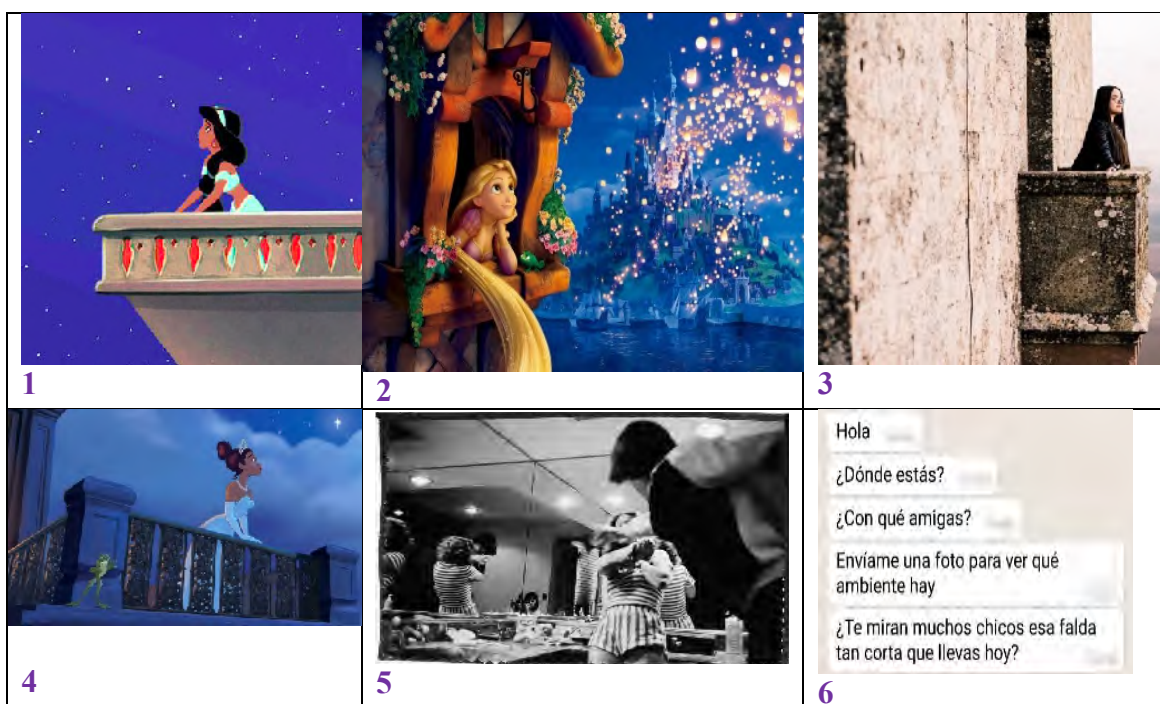 1
2
3
4
5
Hola
¿Dónde estás?
¿Con qué amigas?
Envíame una foto para ver qué
ambiente hay
¿Te miran muchos chicos esa falda
tan corta que llevas hoy?
6